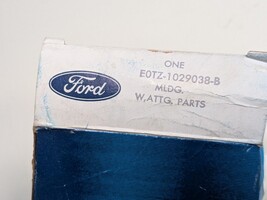 ONE
Ford
E0TZ-1029038-B
MLDG.
W,ATTG, PARTS